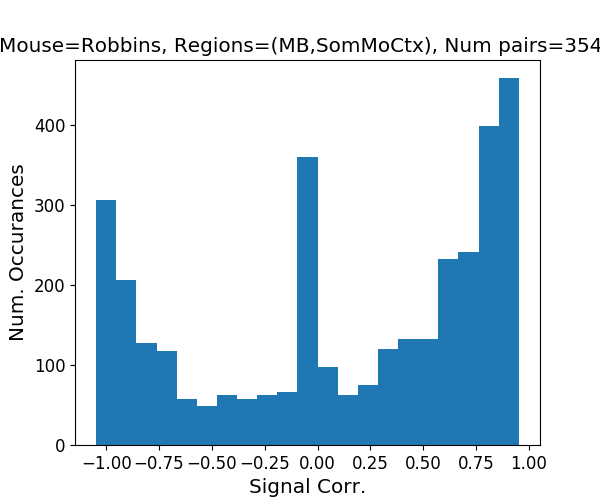 Mouse=Robbins, Regions=(MB,SomMoCtx), Num pairs=354
Num. Occurances
400
300
200
100
0
−1.00 −0.75 −0.50 −0.25 0.00 0.25 0.50 0.75 1.00
Signal Corr.